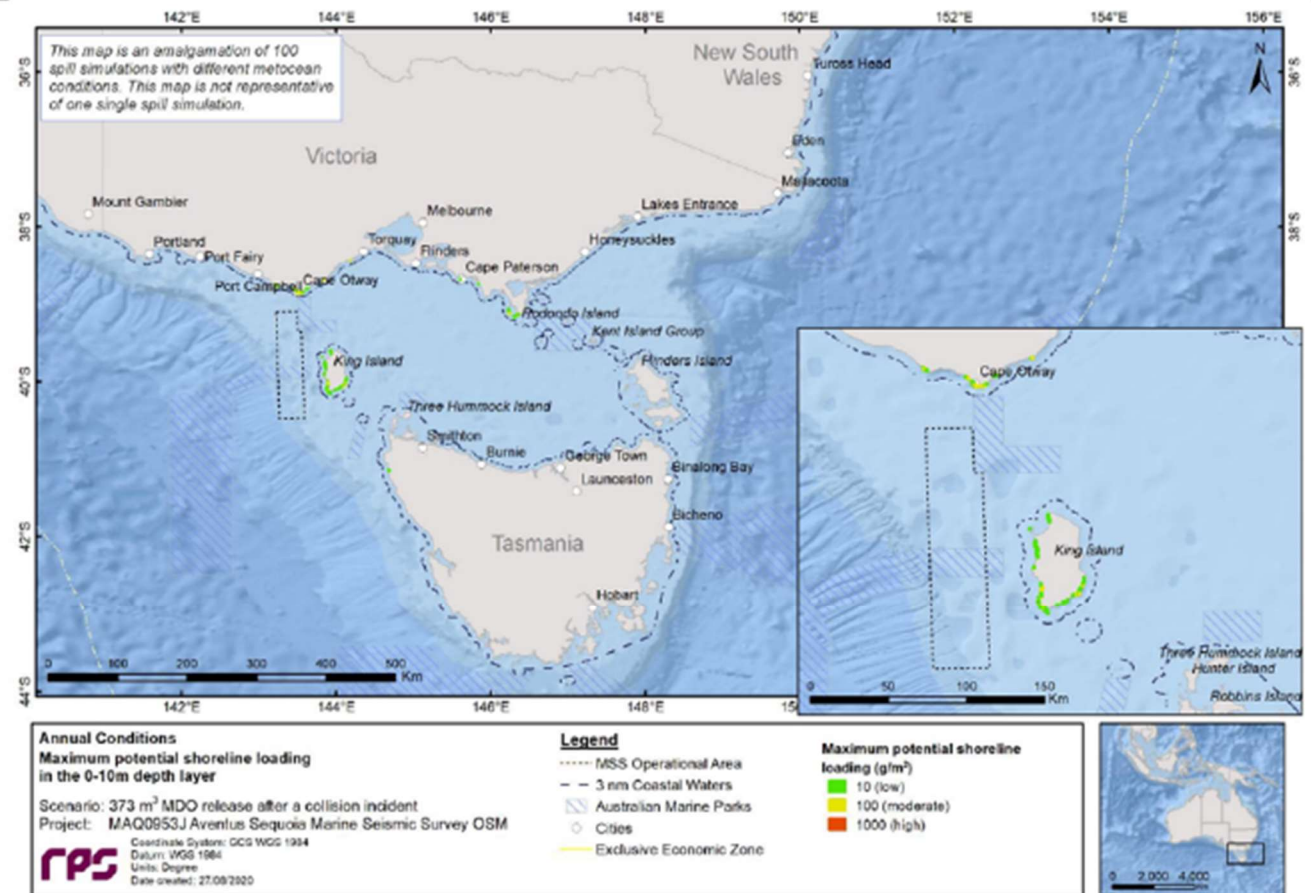 142°E 144°E 146°E 148°E 150°E 152°E 154°E 156°E
This map is an amalgamation of 100
spill simulations with different metocean
conditions. This map is not representative
of one single spill simulation.
New South
Wales
Tuross Head
N
36°S
36°S
Eden
Victoria
Mallacoota
Mount Gambier
Lakes Entrance
Melbourne
38°S
38°S
Portland
Torquay
Flinders
Honeysuckles
Port Fairy
Cape Paterson
Port Campbell
Cape Otway
Rodondo Island
Kent Island Group
King Island
Flinders Island
40°S
Three Hummock Island
Smithton
Burnie
George Town
Binalong Bay
Launceston
Bicheno
42°S
Tasmania
Hobart
0 100 200 300 400 500
Km
44°S
142°E 144°E 146°E 148°E
Cape Otway
King Island
Three Hummock Island
Hunter Island
Robbins Island
0 50 100 150
Km
Annual Conditions
Maximum potential shoreline loading
in the 0-10m depth layer
Scenario: 373 m³ MDO release after a collision incident
Project: MAQ0953J Aventus Sequoia Marine Seismic Survey OSM
rps
Coordinate System: GCS WGS 1984
Datum: WGS 1984
Units: Degree
Date created: 27/08/2020
Legend
MSS Operational Area
3 nm Coastal Waters
Australian Marine Parks
Cities
Exclusive Economic Zone
Maximum potential shoreline
loading (g/m²)
10 (low)
100 (moderate)
1000 (high)
0 2,000 4,000